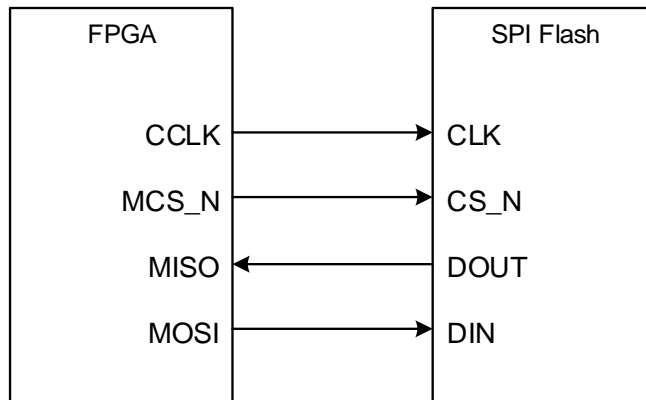 FPGA SPI Flash
CCLK CLK
MCS_N CS_N
MISO DOUT
MOSI DIN